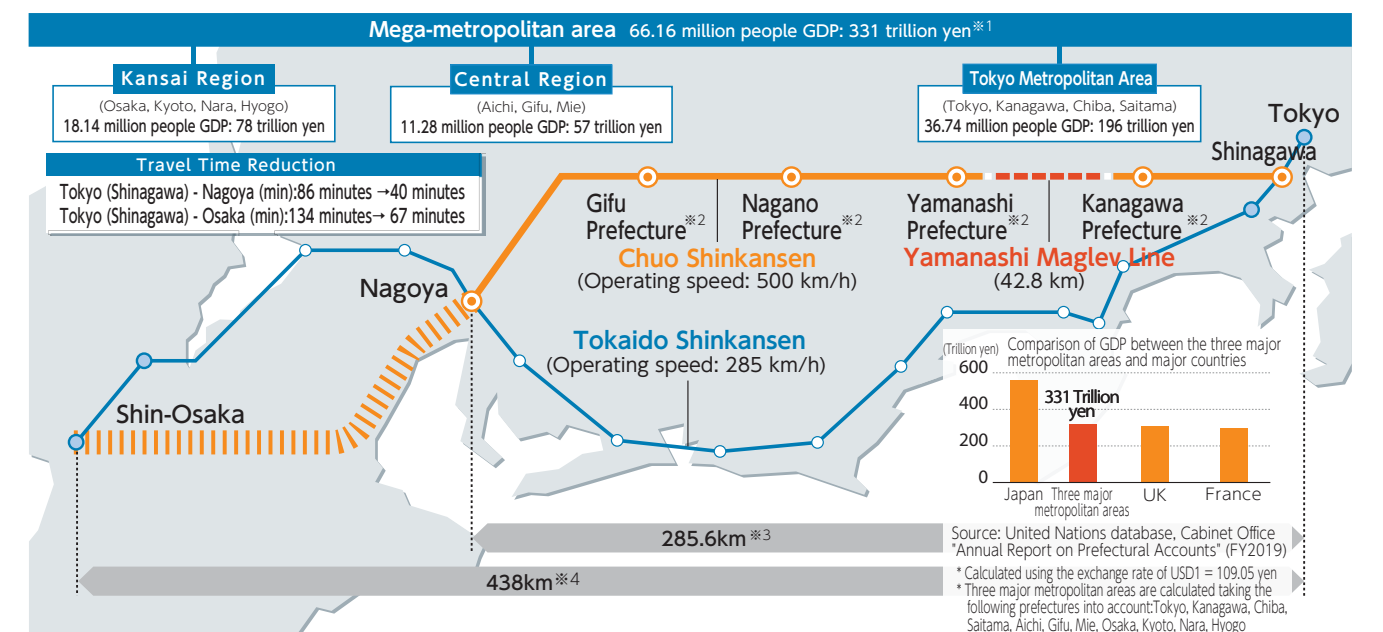 Mega-metropolitan area 66.16 million people GDP: 331 trillion yen※1
Kansai Region
(Osaka, Kyoto, Nara, Hyogo)
18.14 million people GDP: 78 trillion yen
Central Region
(Aichi, Gifu, Mie)
11.28 million people GDP: 57 trillion yen
Tokyo Metropolitan Area
(Tokyo, Kanagawa, Chiba, Saitama)
36.74 million people GDP: 196 trillion yen
Tokyo
Shinagawa
Travel Time Reduction
Tokyo (Shinagawa) - Nagoya (min):86 minutes →40 minutes
Tokyo (Shinagawa) - Osaka (min):134 minutes→ 67 minutes
Gifu
Prefecture※2
Nagano
Prefecture※2
Yamanashi
Prefecture※2
Kanagawa
Prefecture※2
Chuo Shinkansen
(Operating speed: 500 km/h)
Yamanashi Maglev Line
(42.8 km)
Nagoya
Tokaido Shinkansen
(Operating speed: 285 km/h)
Shin-Osaka
(Trillion yen)
Comparison of GDP between the three major
metropolitan areas and major countries
600
400
200
0
331 Trillion
yen
Japan
Three major
metropolitan areas
UK
France
285.6km※3
438km※4
Source: United Nations database, Cabinet Office
"Annual Report on Prefectural Accounts" (FY2019)
* Calculated using the exchange rate of USD1 = 109.05 yen
* Three major metropolitan areas are calculated taking the
following prefectures into account:Tokyo, Kanagawa, Chiba,
Saitama, Aichi, Gifu, Mie, Osaka, Kyoto, Nara, Hyogo